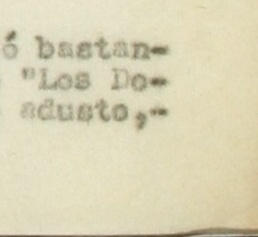 ó bastan-
"Los Do-
adusto,-